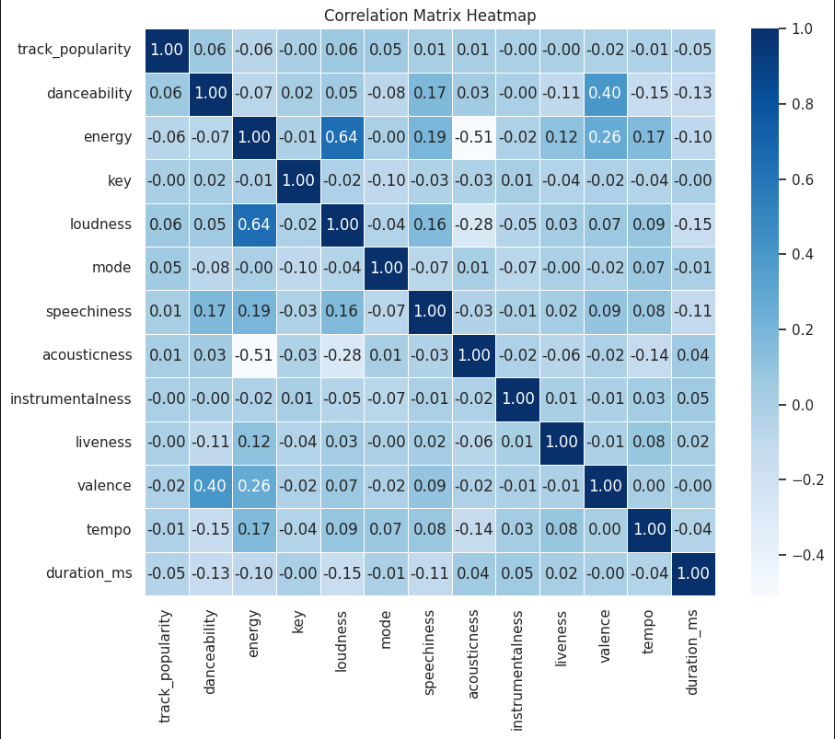 Correlation Matrix Heatmap
track_popularity 1.00 0.06 -0.06 -0.00 0.06 0.05 0.01 0.01 -0.00 -0.00 -0.02 -0.01 -0.05
danceability 0.06 1.00 -0.07 0.02 0.05 -0.08 0.17 0.03 -0.00 -0.11 0.40 -0.15 -0.13
energy -0.06 -0.07 1.00 -0.01 0.64 -0.00 0.19 -0.51 -0.02 0.12 0.26 0.17 -0.10
key -0.00 0.02 -0.01 1.00 -0.02 -0.10 -0.03 -0.03 0.01 -0.04 -0.02 -0.04 -0.00
loudness 0.06 0.05 0.64 -0.02 1.00 -0.04 0.16 -0.28 -0.05 0.03 0.07 0.09 -0.15
mode 0.05 -0.08 -0.00 -0.10 -0.04 1.00 -0.07 0.01 -0.07 -0.00 -0.02 0.07 -0.01
speechiness 0.01 0.17 0.19 -0.03 0.16 -0.07 1.00 -0.03 -0.01 0.02 0.09 0.08 -0.11
acousticness 0.01 0.03 -0.51 -0.03 -0.28 0.01 -0.03 1.00 -0.02 -0.06 -0.02 -0.14 0.04
instrumentalness -0.00 -0.00 -0.02 0.01 -0.05 -0.07 -0.01 -0.02 1.00 0.01 -0.01 0.03 0.05
liveness -0.00 -0.11 0.12 -0.04 0.03 -0.00 0.02 -0.06 0.01 1.00 -0.01 0.08 0.02
valence -0.02 0.40 0.26 -0.02 0.07 -0.02 0.09 -0.02 -0.01 -0.01 1.00 0.00 -0.00
tempo -0.01 -0.15 0.17 -0.04 0.09 0.07 0.08 -0.14 0.03 0.08 0.00 1.00 -0.04
duration_ms -0.05 -0.13 -0.10 -0.00 -0.15 -0.01 -0.11 0.04 0.05 0.02 -0.00 -0.04 1.00
track_popularity
danceability
energy
key
loudness
mode
speechiness
acousticness
instrumentalness
liveness
valence
tempo
duration_ms
1.0
0.8
0.6
0.4
0.2
0.0
−0.2
−0.4